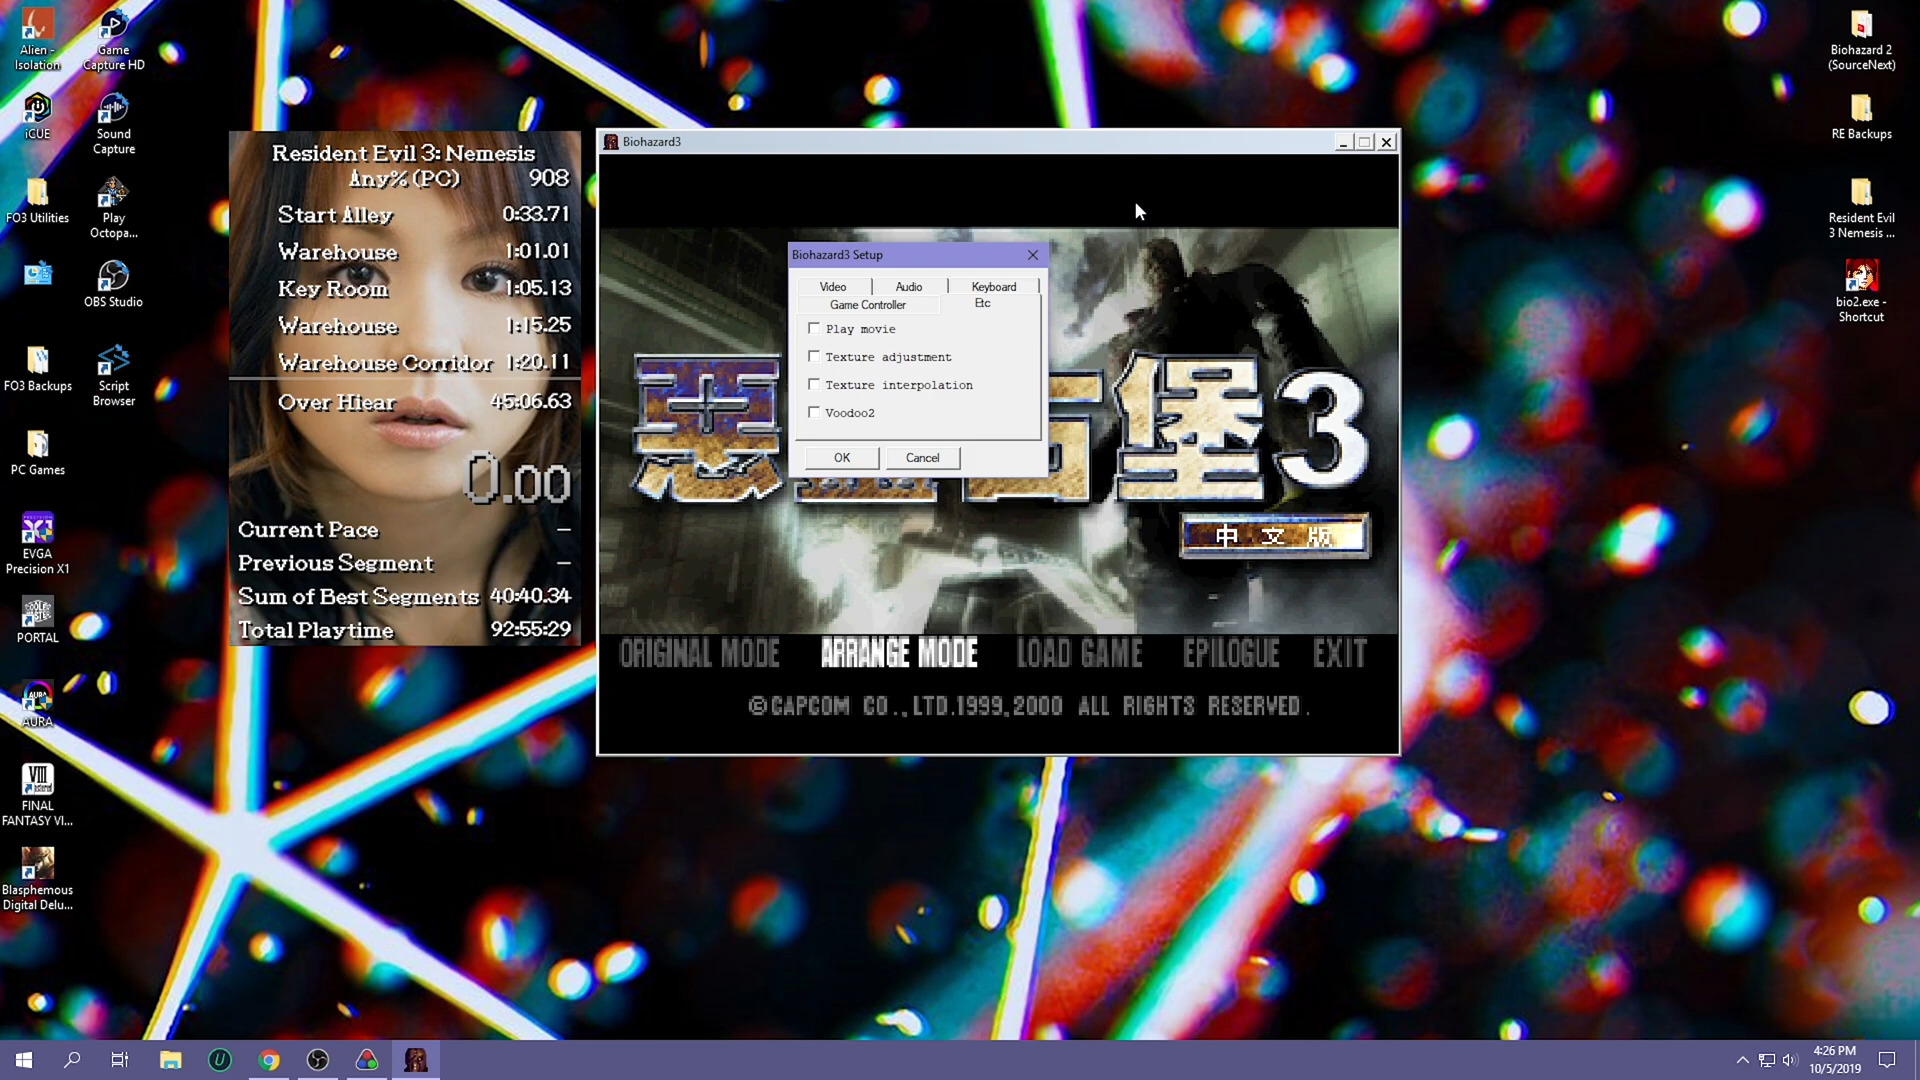 Alien -
Isolation
Game
Capture HD
iCUE
Sound
Capture
FO3 Utilities
Play
Octopa...
OBS Studio
FO3 Backups
Script
Browser
PC Games
EVGA
Precision X1
PORTAL
AURA
FINAL
FANTASY VI...
Blasphemous
Digital Delu...
Resident Evil 3: Nemesis
Any% (PC) 908
Start Alley 0:33.71
Warehouse 1:01.01
Key Room 1:05.13
Warehouse 1:15.25
Warehouse Corridor 1:20.11
Over Hiear 45:06.63
0.00
Current Pace –
Previous Segment –
Sum of Best Segments 40:40.34
Total Playtime 92:55:29
Biohazard3
Biohazard3 Setup
Video Audio Keyboard
Game Controller Etc
Play movie
Texture adjustment
Texture interpolation
Voodoo2
OK Cancel
堡3
中文版
ORIGINAL MODE ARRANGE MODE LOAD GAME EPILOGUE EXIT
©CAPCOM CO.,LTD.1999,2000 ALL RIGHTS RESERVED.
Biohazard 2
(SourceNext)
RE Backups
Resident Evil
3 Nemesis ...
bio2.exe -
Shortcut
4:26 PM
10/5/2019